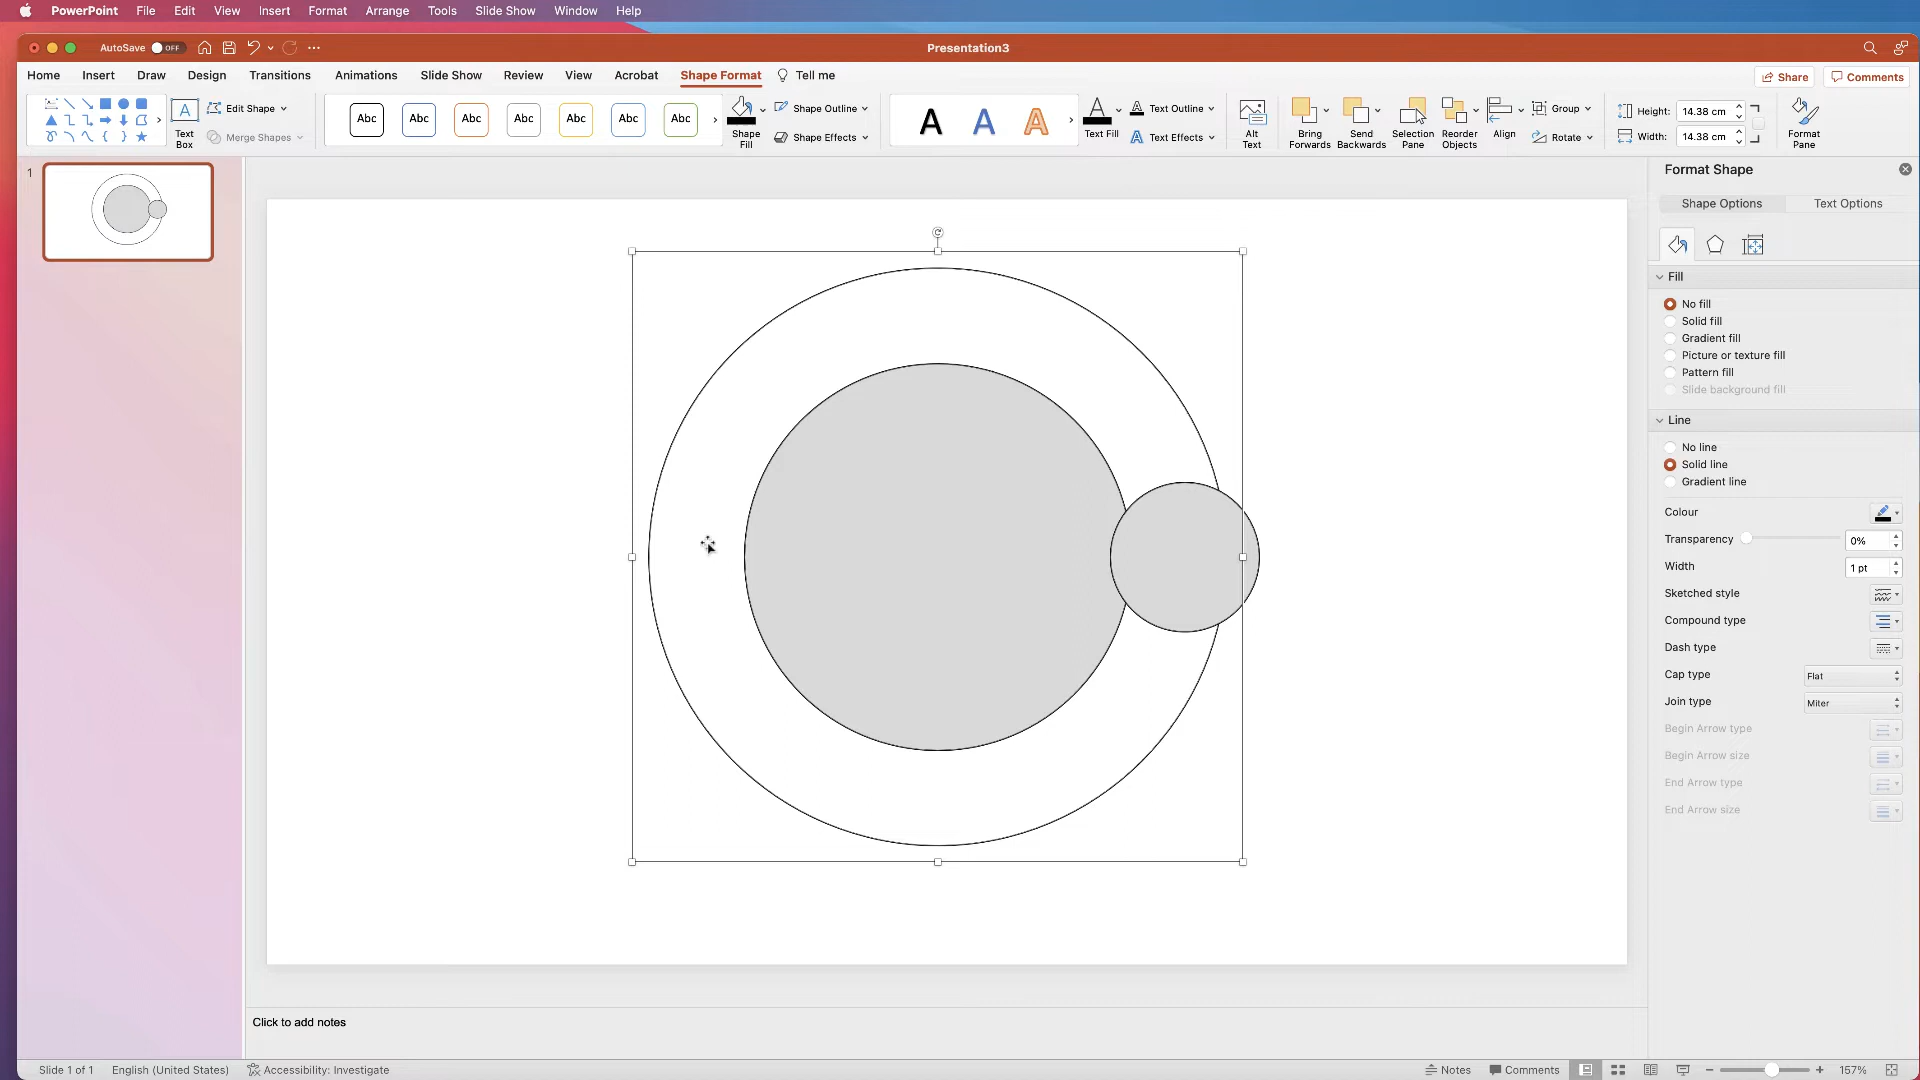 PowerPoint File Edit View Insert Format Arrange Tools Slide Show Window Help
AutoSave OFF
Presentation3
Home Insert Draw Design Transitions Animations Slide Show Review View Acrobat Shape Format Tell me
Share Comments
Text Box
Edit Shape
Merge Shapes
Abc Abc Abc Abc Abc Abc Abc
Shape Fill
Shape Outline
Shape Effects
A A A
Text Fill
Text Outline
Text Effects
Alt Text
Bring Forwards
Send Backwards
Selection Pane
Reorder Objects
Align
Group
Rotate
Height: 14.38 cm
Width: 14.38 cm
Format Pane
1
Format Shape
Shape Options Text Options
Fill
No fill
Solid fill
Gradient fill
Picture or texture fill
Pattern fill
Slide background fill
Line
No line
Solid line
Gradient line
Colour
Transparency 0%
Width 1 pt
Sketched style
Compound type
Dash type
Cap type Flat
Join type Miter
Begin Arrow type
Begin Arrow size
End Arrow type
End Arrow size
Click to add notes
Slide 1 of 1 English (United States) Accessibility: Investigate
Notes Comments 157%